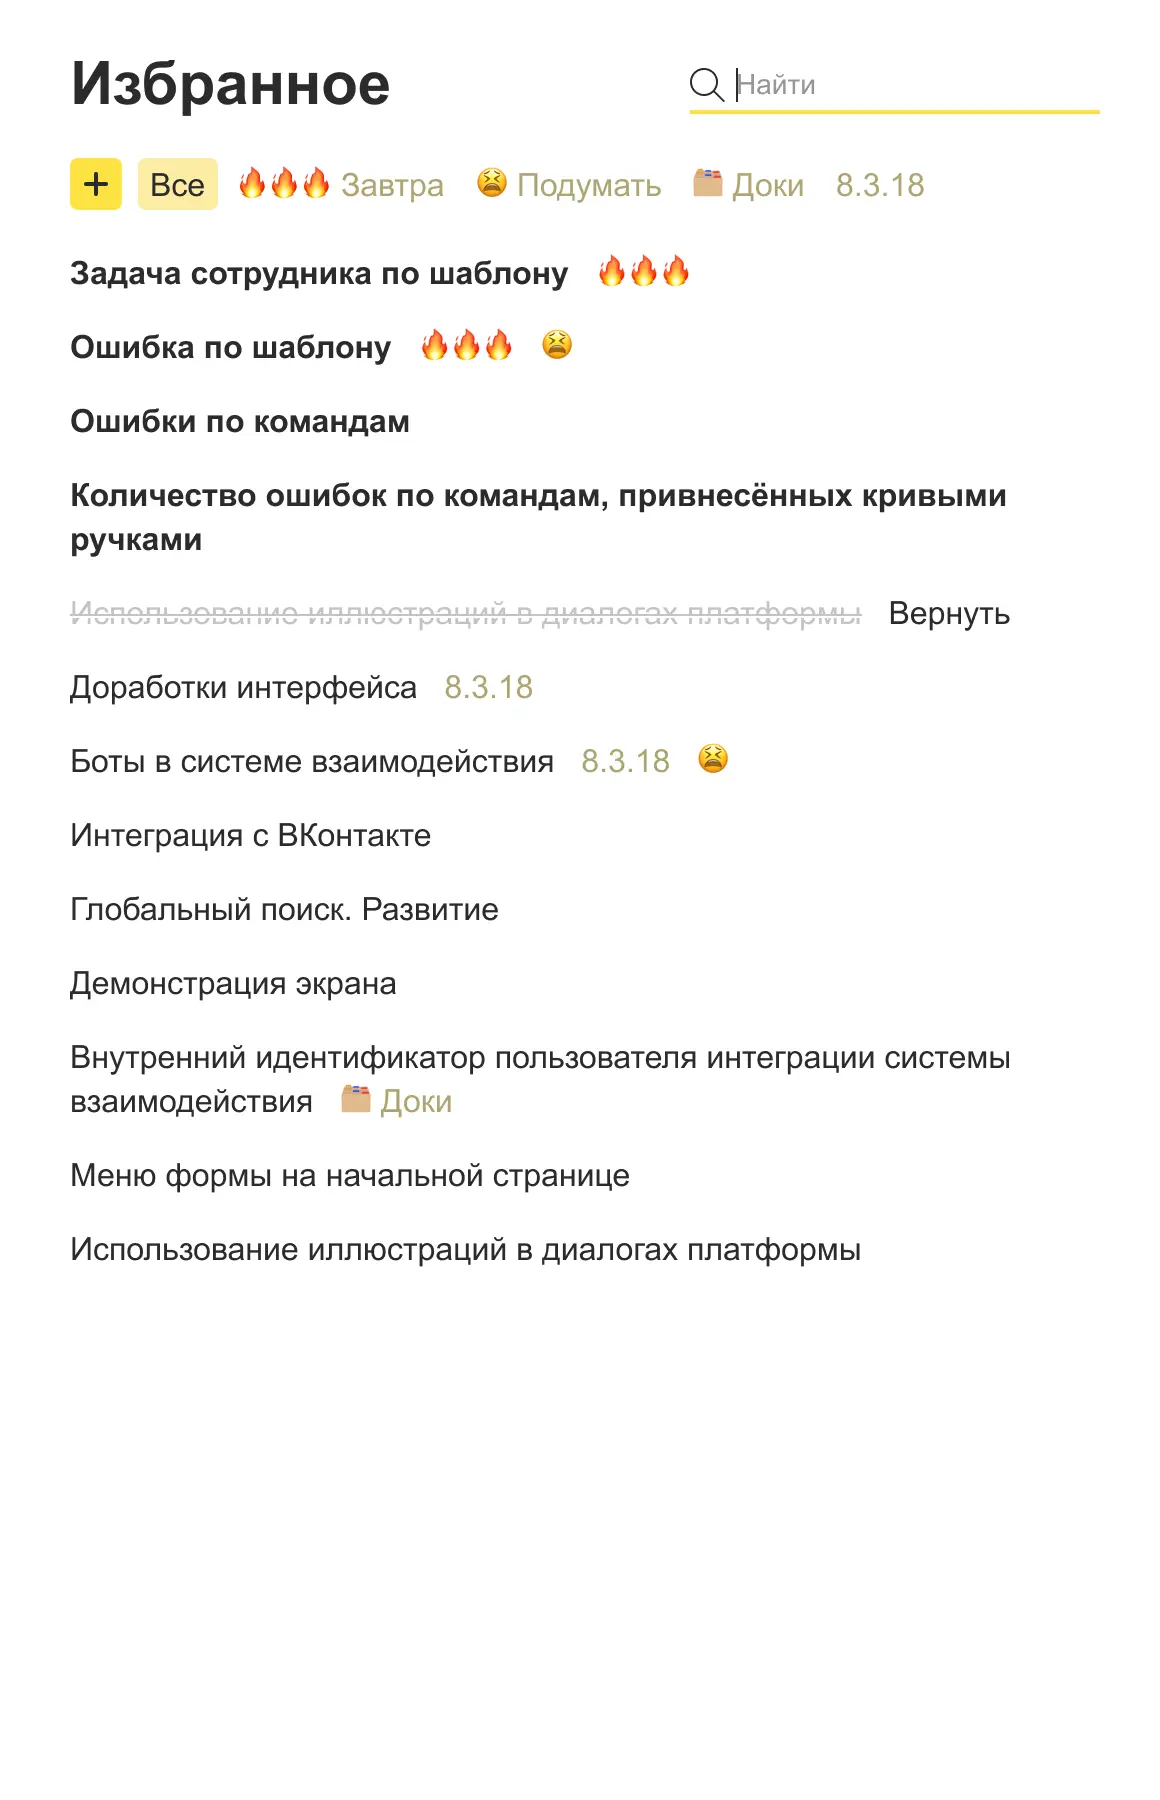 Избранное
Найти
+ Все 🔥🔥🔥 Завтра 😫 Подумать 🗂 Доки 8.3.18
Задача сотрудника по шаблону 🔥🔥🔥
Ошибка по шаблону 🔥🔥🔥 😫
Ошибки по командам
Количество ошибок по командам, привнесённых кривыми
ручками
Использование иллюстраций в диалогах платформы Вернуть
Доработки интерфейса 8.3.18
Боты в системе взаимодействия 8.3.18 😫
Интеграция с ВКонтакте
Глобальный поиск. Развитие
Демонстрация экрана
Внутренний идентификатор пользователя интеграции системы
взаимодействия 🗂 Доки
Меню формы на начальной странице
Использование иллюстраций в диалогах платформы